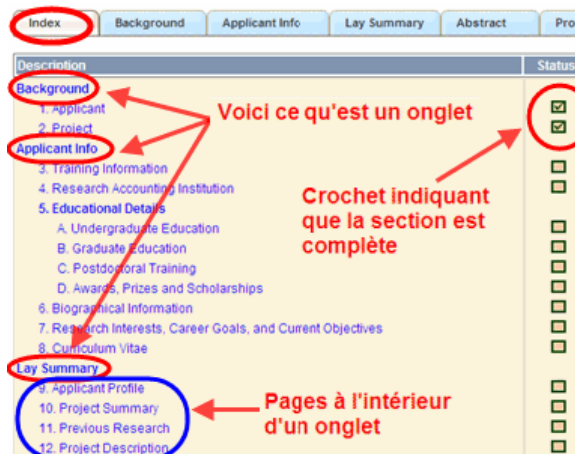 Index Background Applicant Info Lay Summary Abstract Pro
Description Status
Background
1. Applicant
2. Project
Voici ce qu'est un onglet
Applicant Info
3. Training Information
4. Research Accounting Institution
5. Educational Details
A. Undergraduate Education
B. Graduate Education
C. Postdoctoral Training
D. Awards, Prizes and Scholarships
Crochet indiquant
que la section est
complète
6. Biographical Information
7. Research Interests, Career Goals, and Current Objectives
8. Curriculum Vitae
Lay Summary
9. Applicant Profile
10. Project Summary
11. Previous Research
12. Project Description
Pages à l'intérieur
d'un onglet